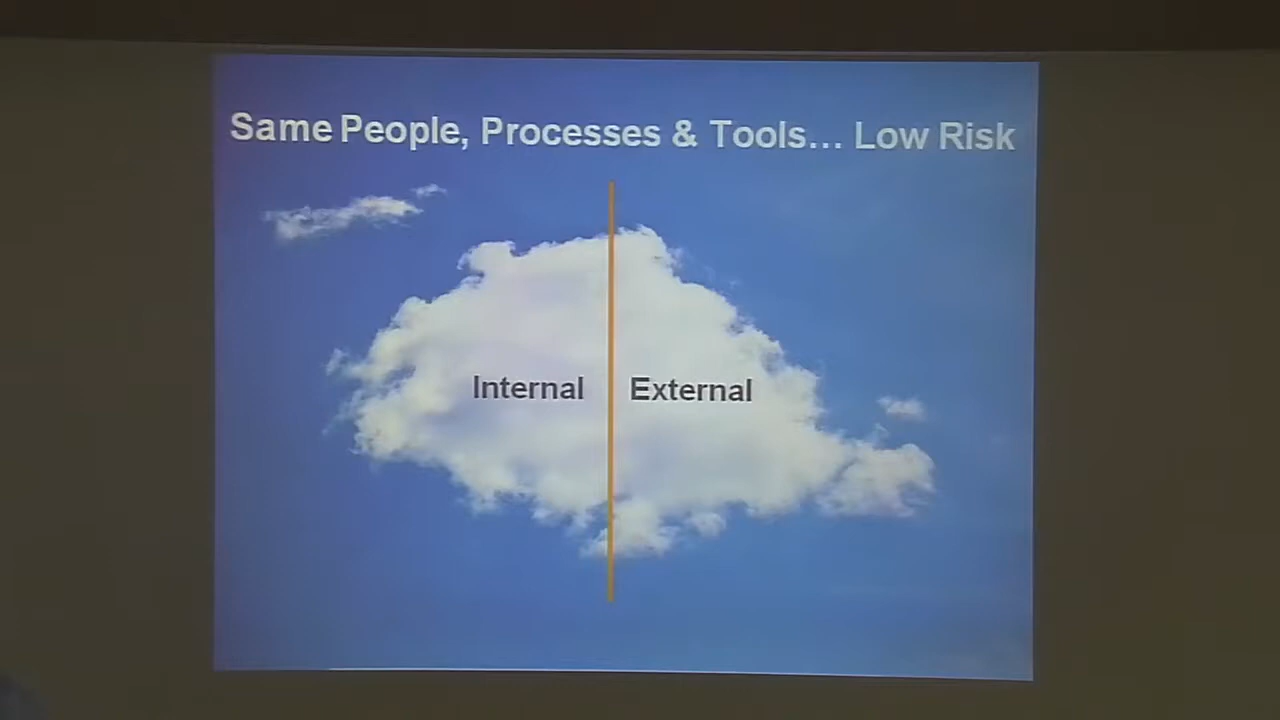 Same People, Processes & Tools... Low Risk
Internal
External